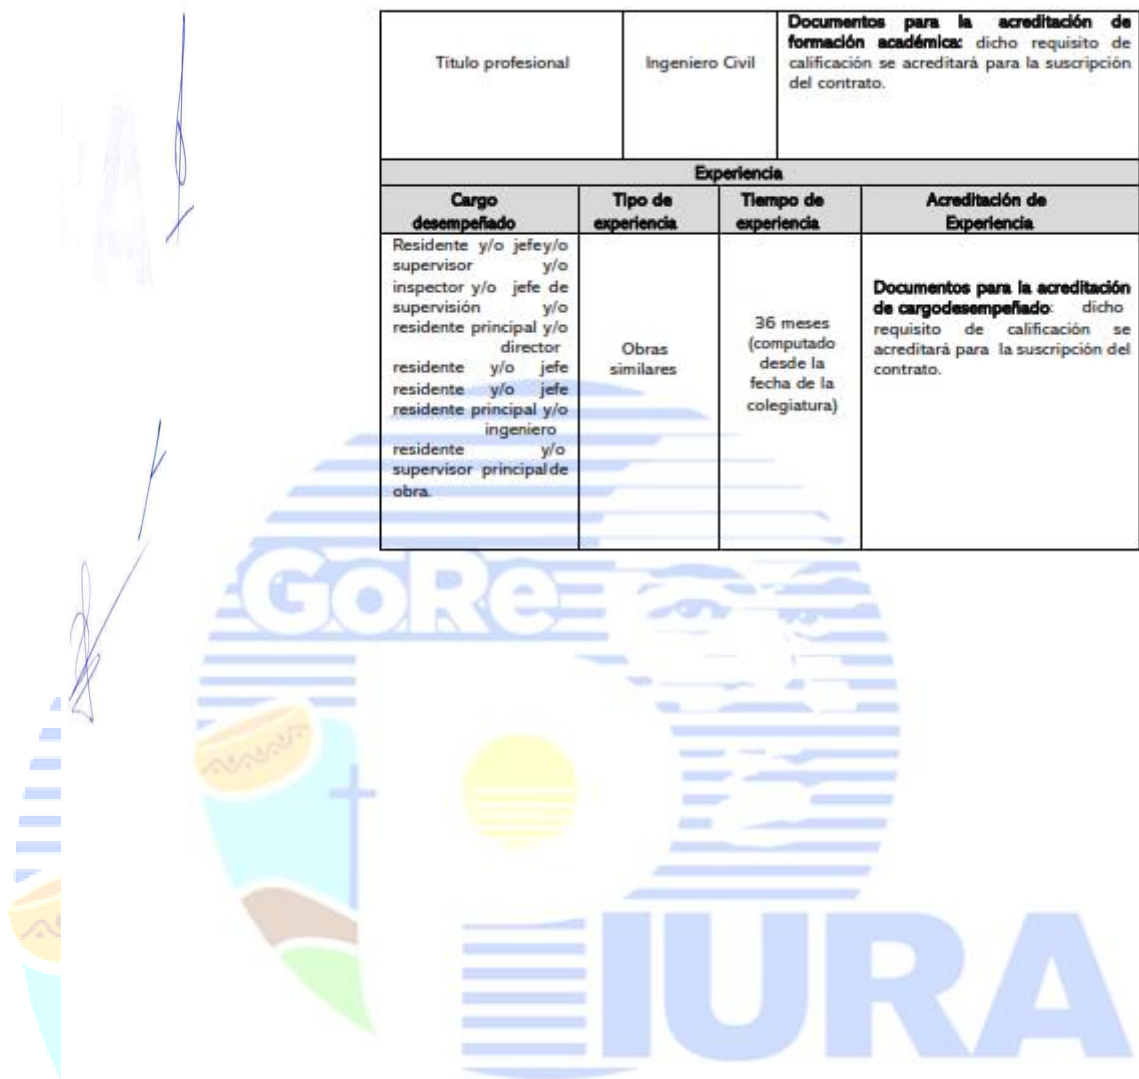 Titulo profesional
Ingeniero Civil
Documentos para la acreditación de
formación académica: dicho requisito de
calificación se acreditará para la suscripción
del contrato.
Experiencia
Cargo
desempeñado
Tipo de
experiencia
Tiempo de
experiencia
Acreditación de
Experiencia
Residente y/o jefey/o
supervisor y/o
inspector y/o jefe de
supervisión y/o
residente principal y/o
director
residente y/o jefe
residente y/o jefe
residente principal y/o
ingeniero
residente y/o
supervisor principalde
obra.
Obras
similares
36 meses
(computado
desde la
fecha de la
colegiatura)
Documentos para la acreditación
de cargodesempeñado: dicho
requisito de calificación se
acreditará para la suscripción del
contrato.
GoRe
PIURA